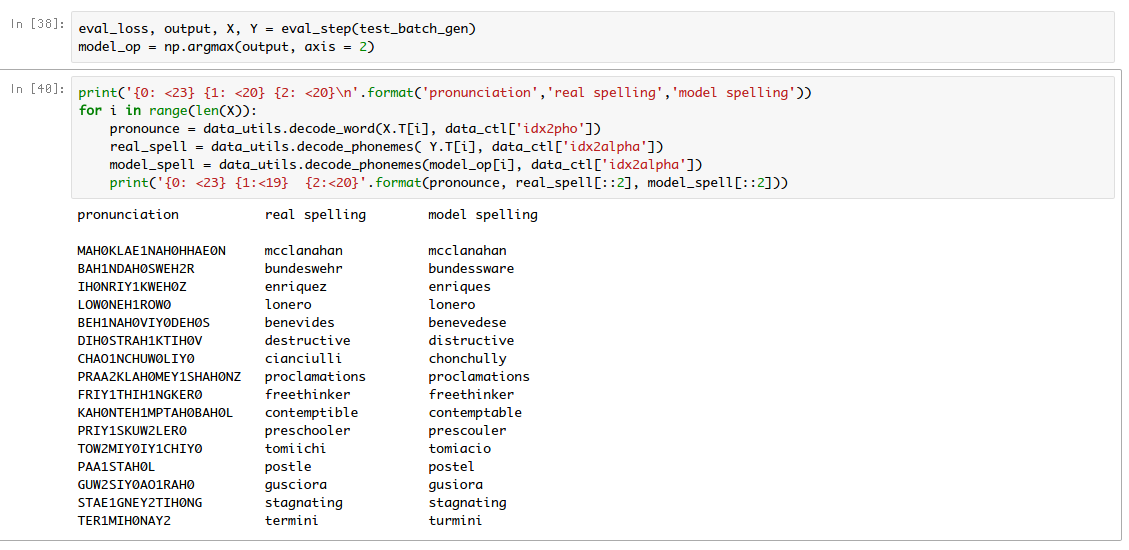 In [38]: eval_loss, output, X, Y = eval_step(test_batch_gen)
model_op = np.argmax(output, axis = 2)
In [40]: print('{0: <23} {1: <20} {2: <20}\n'.format('pronunciation','real spelling','model spelling'))
for i in range(len(X)):
    pronounce = data_utils.decode_word(X.T[i], data_ctl['idx2pho'])
    real_spell = data_utils.decode_phonemes( Y.T[i], data_ctl['idx2alpha'])
    model_spell = data_utils.decode_phonemes(model_op[i], data_ctl['idx2alpha'])
    print('{0: <23} {1:<19}  {2:<20}'.format(pronounce, real_spell[::2], model_spell[::2]))
pronunciation           real spelling        model spelling
MAH0KLAE1NAH0HHAE0N     mcclanahan           mcclanahan
BAH1NDAH0SWEH2R         bundeswehr           bundessware
IH0NRIY1KWEH0Z          enriquez             enriques
LOW0NEH1ROW0            lonero               lonero
BEH1NAH0VIY0DEH0S       benevides            benevedese
DIH0STRAH1KTIH0V        destructive          distructive
CHAO1NCHUW0LIY0         cianciulli           chonchully
PRAA2KLAH0MEY1SHAH0NZ   proclamations        proclamations
FRIY1THIH1NGKER0        freethinker          freethinker
KAH0NTEH1MPTAH0BAH0L    contemptible         contemptable
PRIY1SKUW2LER0          preschooler          prescouler
TOW2MIY0IY1CHIY0        tomiichi             tomiacio
PAA1STAH0L              postle               postel
GUW2SIY0AO1RAH0         gusciora             gusiora
STAE1GNEY2TIH0NG        stagnating           stagnating
TER1MIH0NAY2            termini              turmini